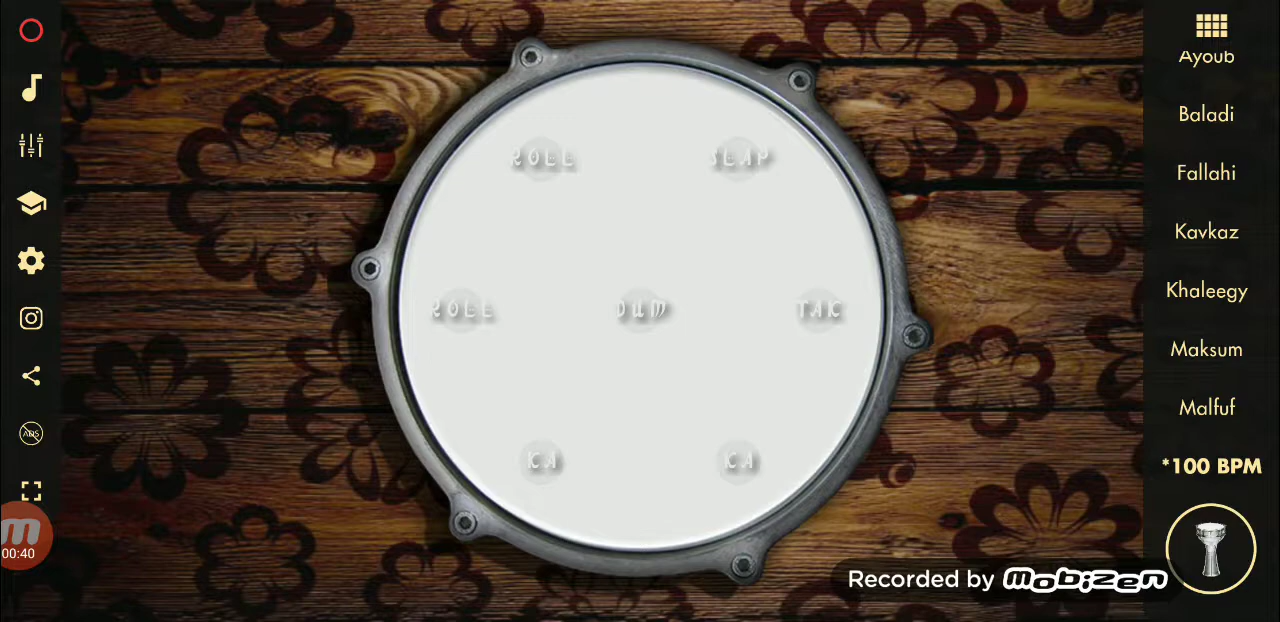 Ayoub
Baladi
Fallahi
Kavkaz
Khaleegy
Maksum
Malfuf
*100 BPM
ROLL SLAP
ROLL DUM TAK
KA KA
ADS
00:40
Recorded by mobizen